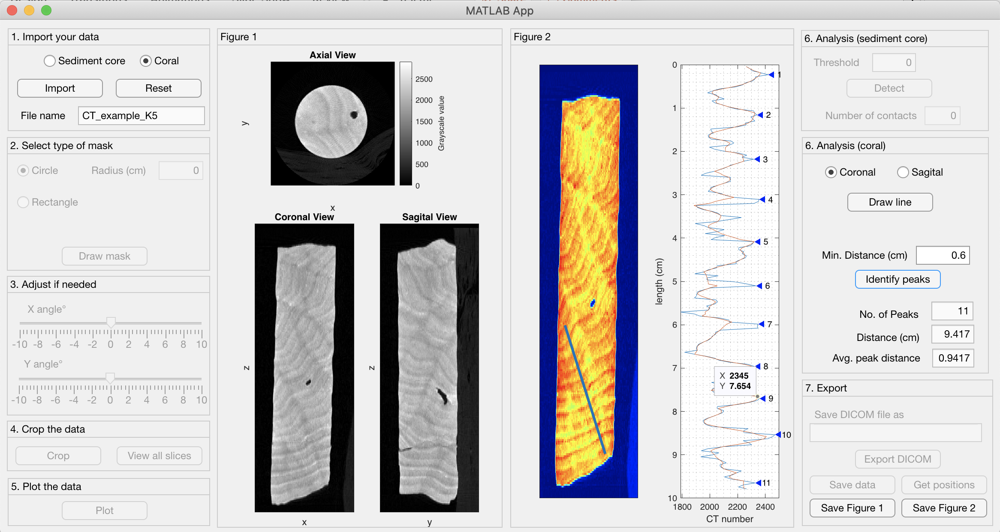 MATLAB App
1. Import your data
Sediment core
Coral
Import
Reset
File name
CT_example_K5
2. Select type of mask
Circle
Radius (cm)
0
Rectangle
Draw mask
3. Adjust if needed
X angle°
-10 -8 -6 -4 -2 0 2 4 6 8 10
Y angle°
-10 -8 -6 -4 -2 0 2 4 6 8 10
4. Crop the data
Crop
View all slices
5. Plot the data
Plot
Figure 1
Axial View
y
x
2500
2000
1500
1000
500
0
Grayscale value
Coronal View
z
x
Sagital View
z
y
Figure 2
0
1
2
3
4
5
6
7
8
9
10
length (cm)
1
2
3
4
5
6
7
8
X 2345
Y 7.654
9
10
11
1800 2000 2200 2400
CT number
6. Analysis (sediment core)
Threshold
0
Detect
Number of contacts
0
6. Analysis (coral)
Coronal
Sagital
Draw line
Min. Distance (cm)
0.6
Identify peaks
No. of Peaks
11
Distance (cm)
9.417
Avg. peak distance
0.9417
7. Export
Save DICOM file as
Export DICOM
Save data
Get positions
Save Figure 1
Save Figure 2